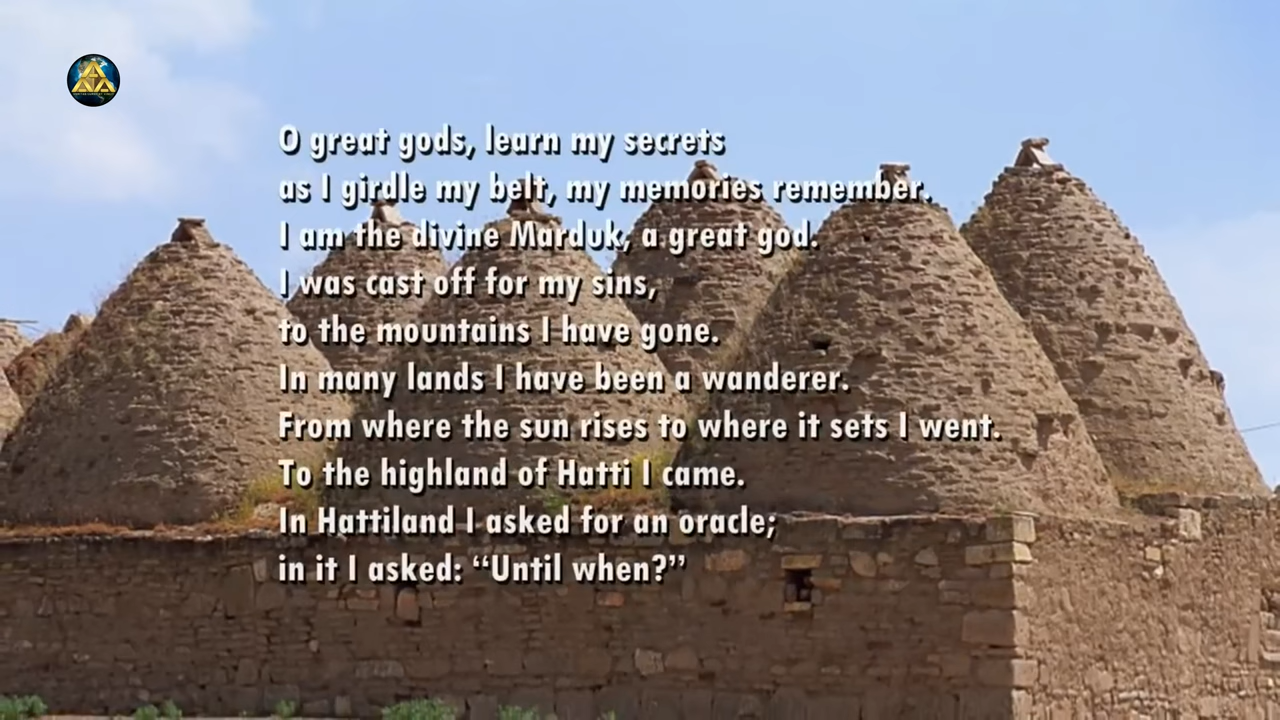 O great gods, learn my secrets
as I girdle my belt, my memories remember.
I am the divine Marduk, a great god.
I was cast off for my sins,
to the mountains I have gone.
In many lands I have been a wanderer.
From where the sun rises to where it sets I went.
To the highland of Hatti I came.
In Hattiland I asked for an oracle;
in it I asked: “Until when?”